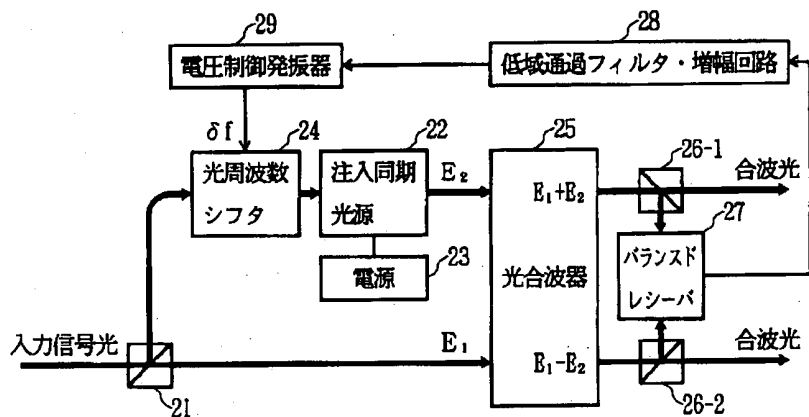 29
電圧制御発振器
28
低域通過フィルタ・増幅回路
δf
24
光周波数
シフタ
22
注入同期
光源
E₂
25
E₁+E₂
光合波器
E₁-E₂
26-1
合波光
27
バランスド
レシーバ
電源
23
入力信号光
21
E₁
合波光
26-2